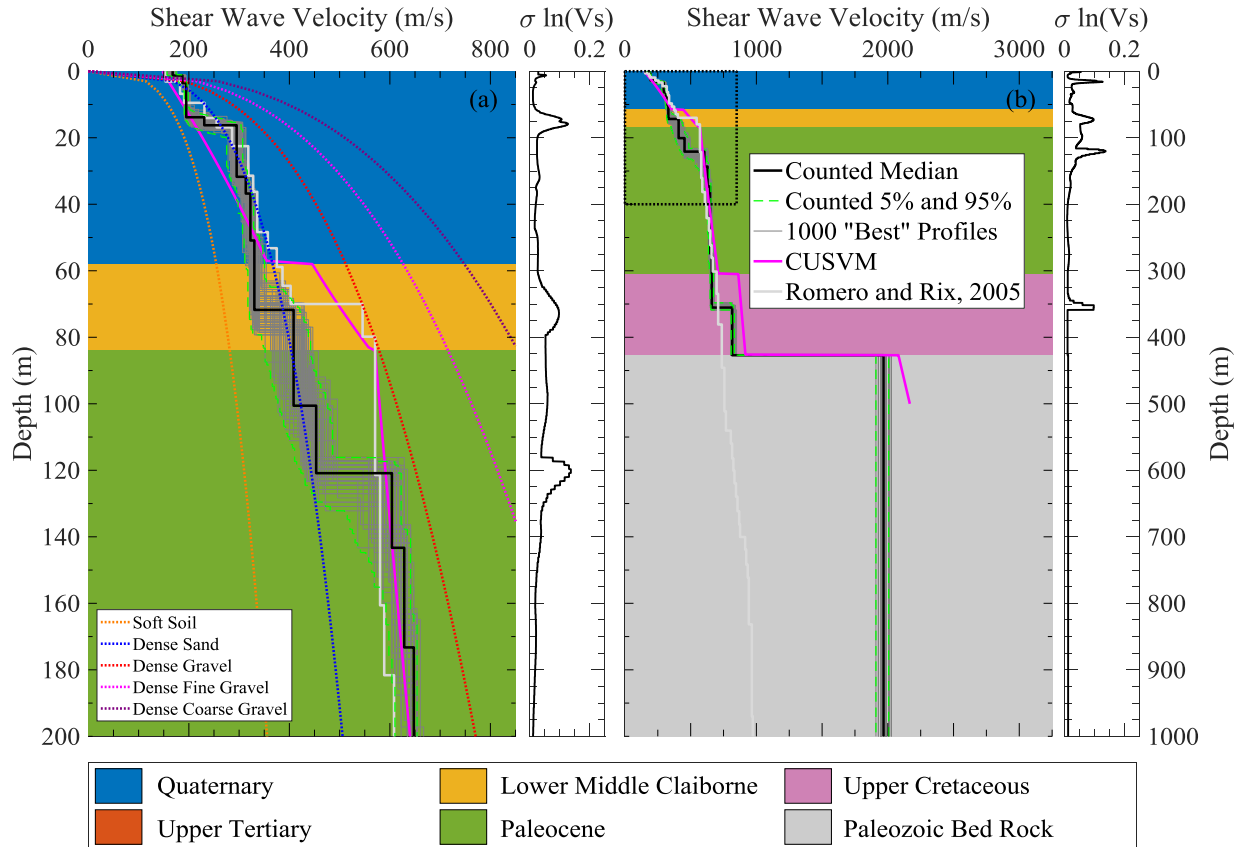 Shear Wave Velocity (m/s)
σ ln(Vs)
Shear Wave Velocity (m/s)
σ ln(Vs)
0 200 400 600 800
0 0.2
0 1000 2000 3000
0 0.2
(a)
(b)
0
20
40
60
80
100
120
140
160
180
200
Depth (m)
0
100
200
300
400
500
600
700
800
900
1000
Depth (m)
Counted Median
Counted 5% and 95%
1000 "Best" Profiles
CUSVM
Romero and Rix, 2005
Soft Soil
Dense Sand
Dense Gravel
Dense Fine Gravel
Dense Coarse Gravel
Quaternary
Lower Middle Claiborne
Upper Cretaceous
Upper Tertiary
Paleocene
Paleozoic Bed Rock